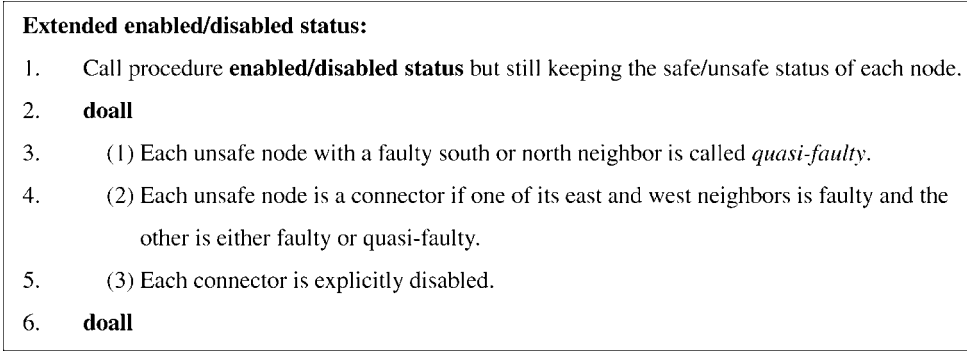 Extended enabled/disabled status:
1. Call procedure enabled/disabled status but still keeping the safe/unsafe status of each node.
2. doall
3. (1) Each unsafe node with a faulty south or north neighbor is called quasi-faulty.
4. (2) Each unsafe node is a connector if one of its east and west neighbors is faulty and the
other is either faulty or quasi-faulty.
5. (3) Each connector is explicitly disabled.
6. doall